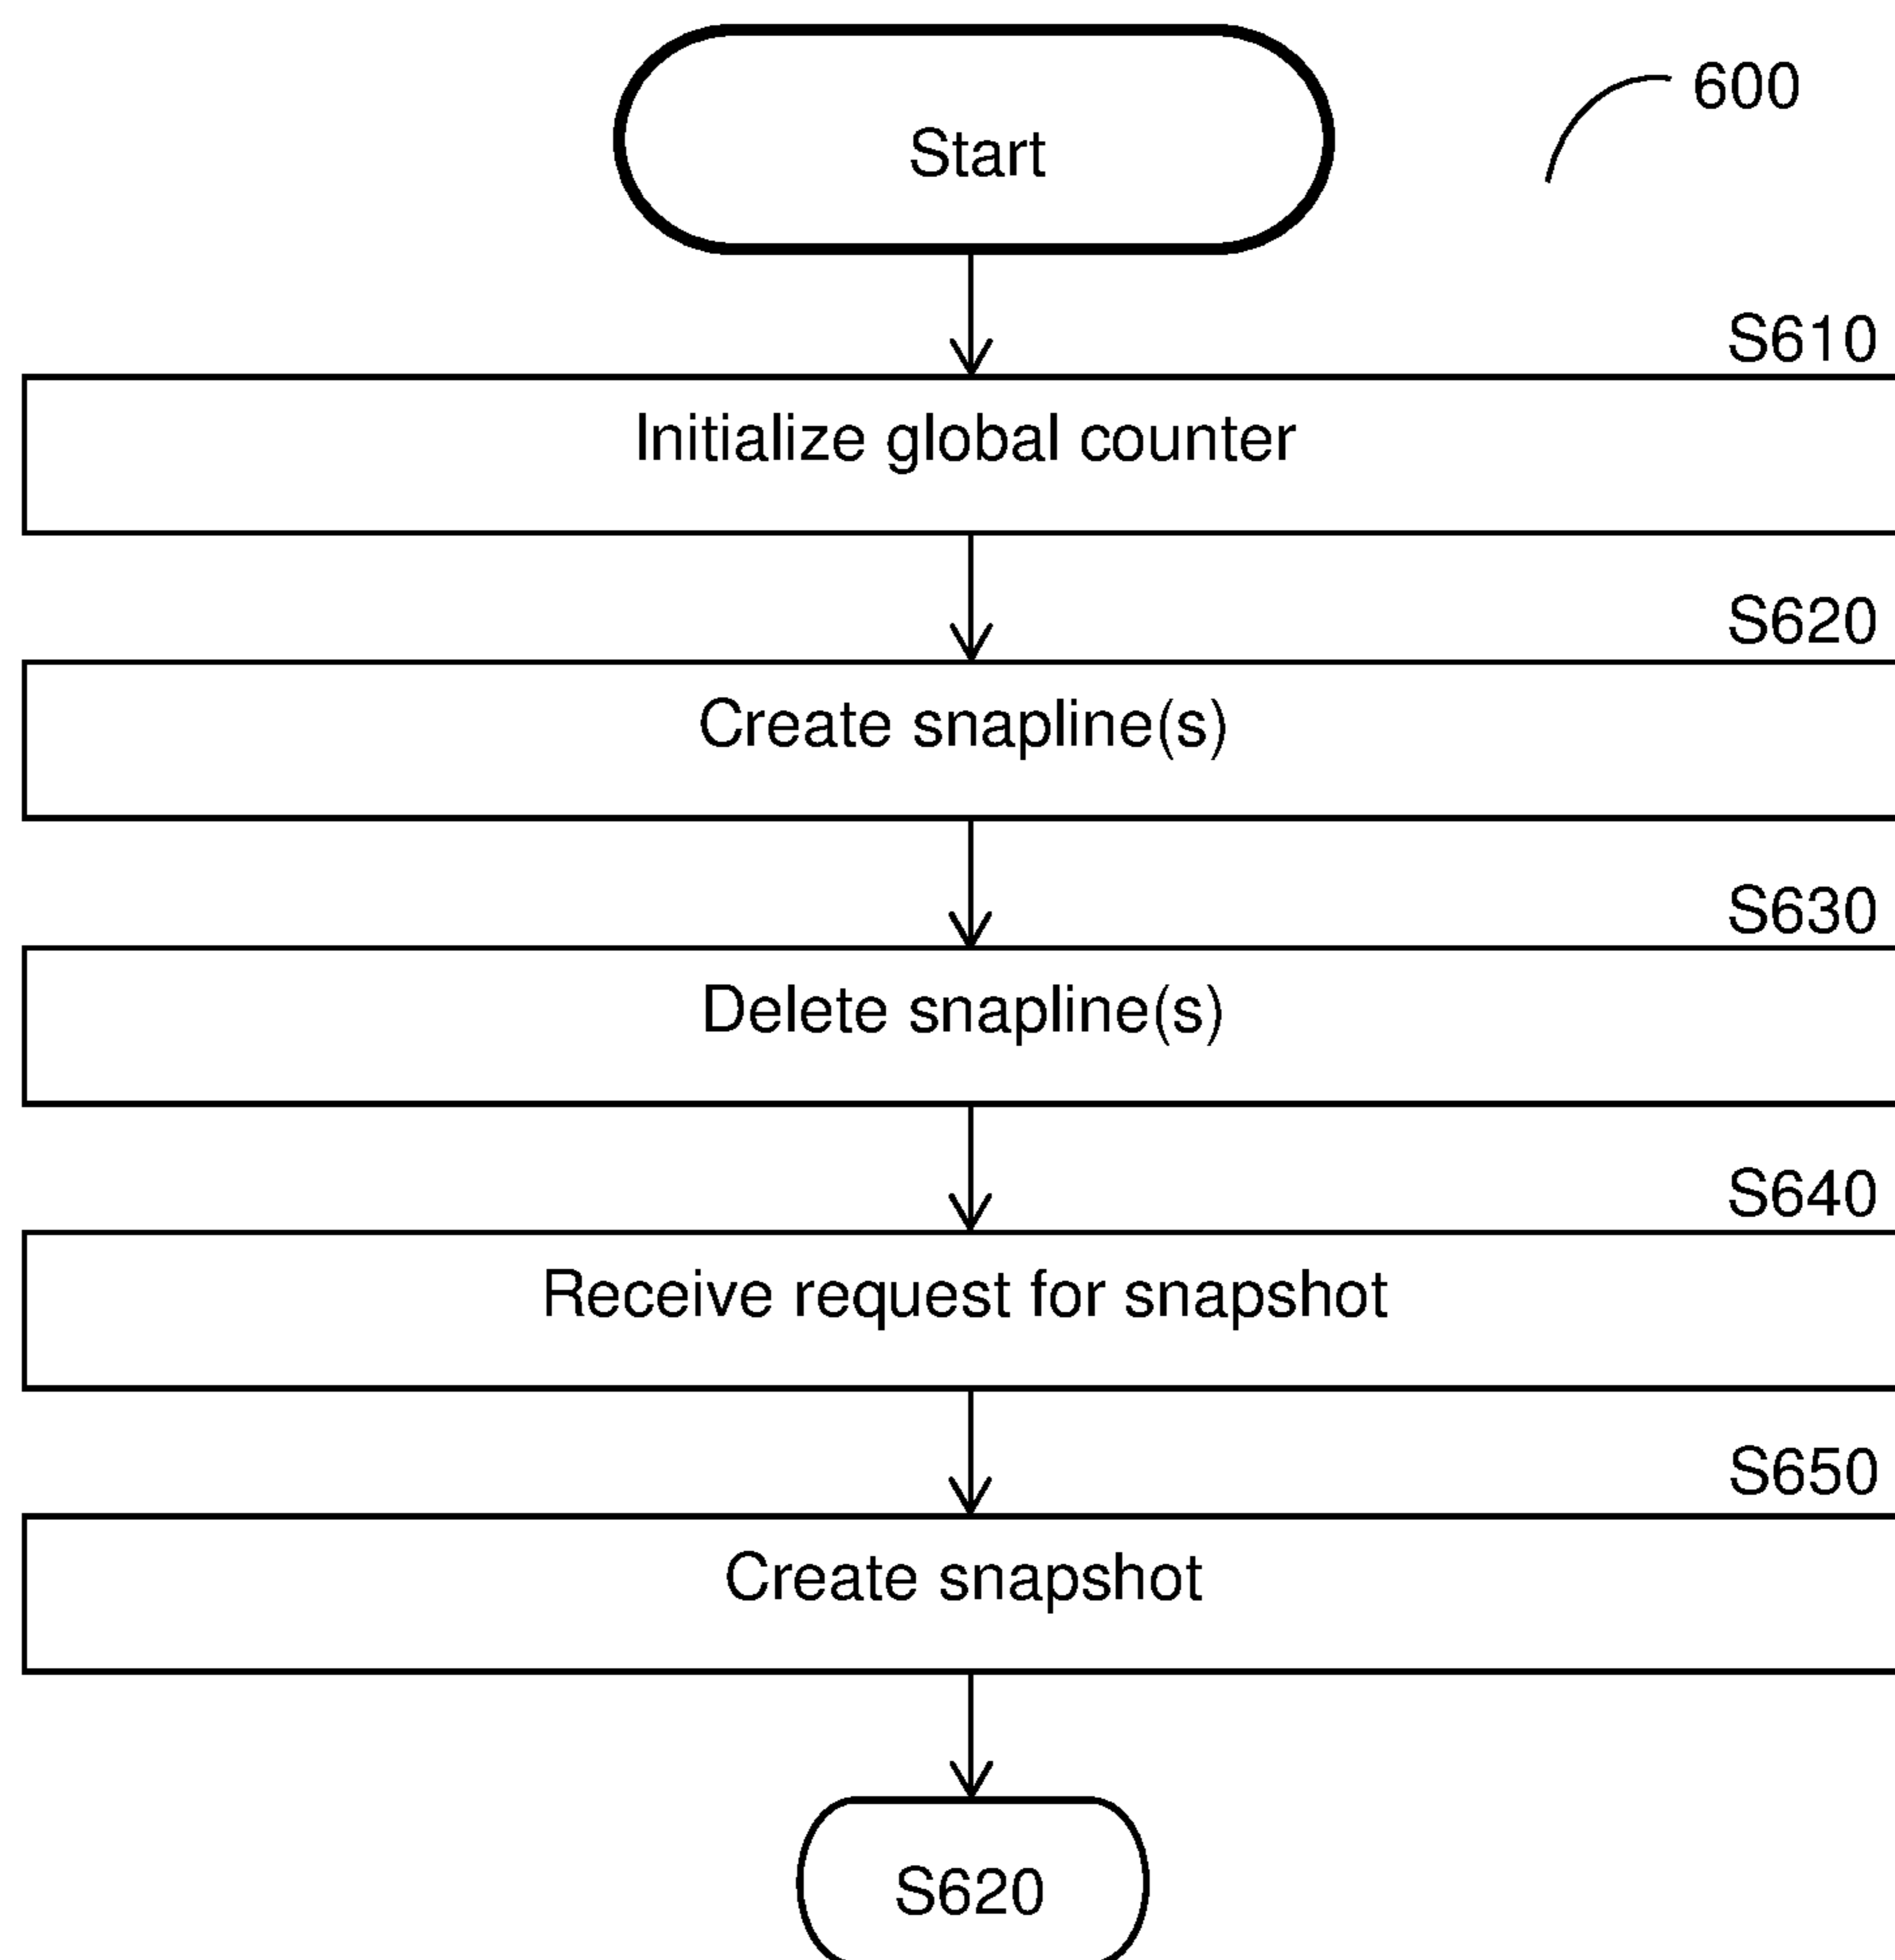 Start
600
S610
Initialize global counter
S620
Create snapline(s)
S630
Delete snapline(s)
S640
Receive request for snapshot
S650
Create snapshot
S620